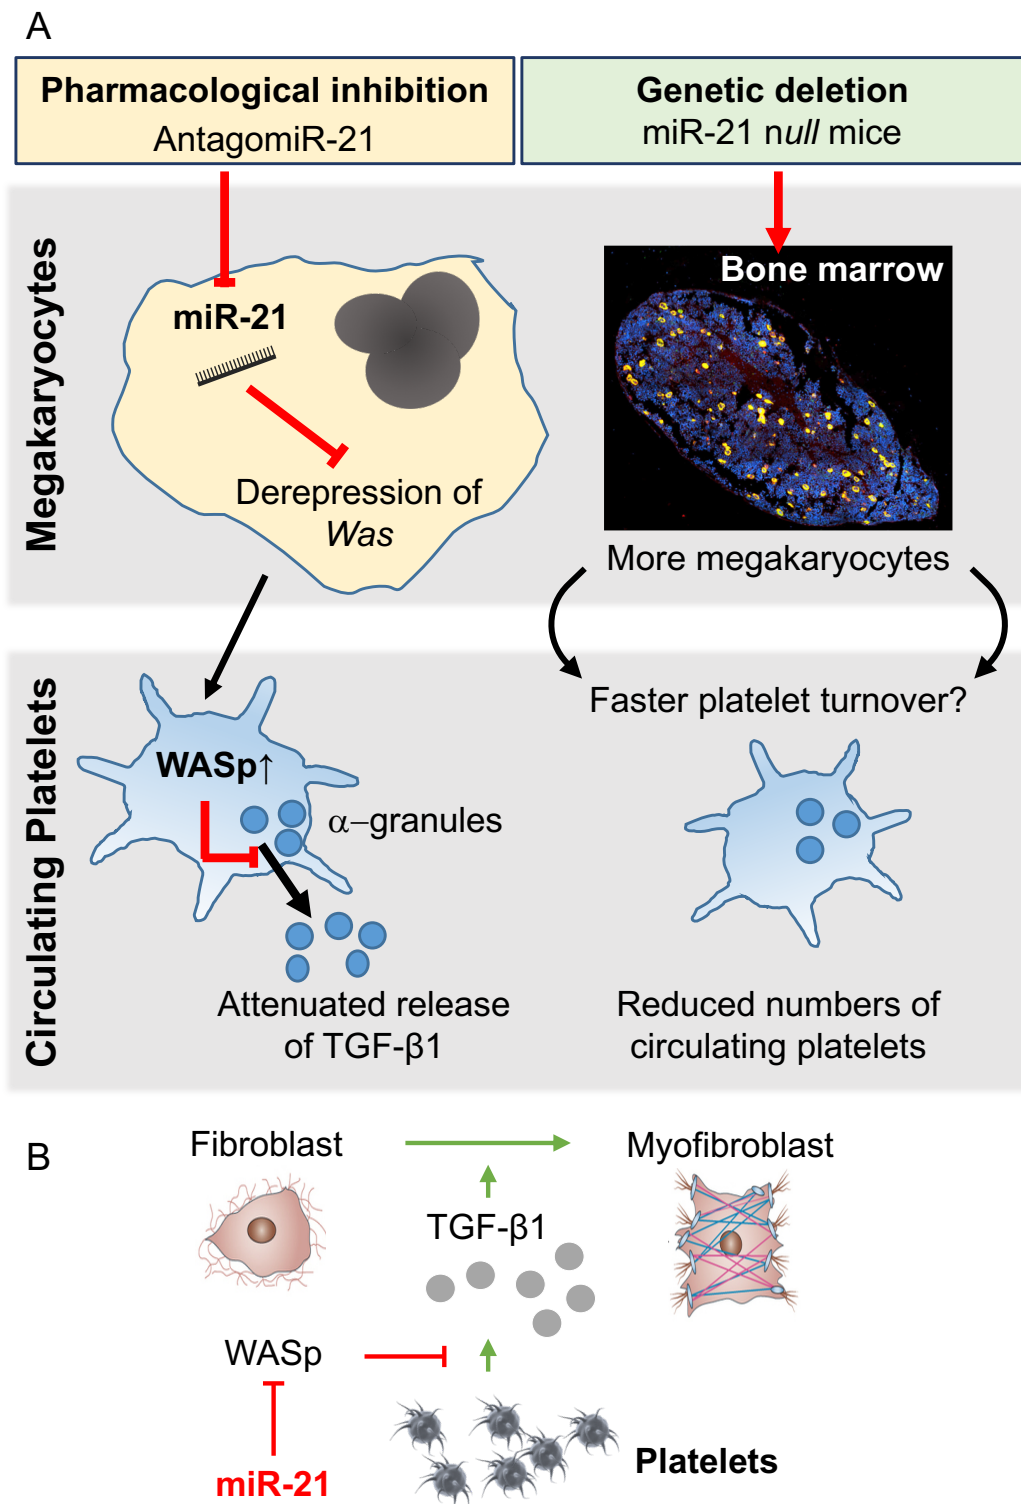 A
Pharmacological inhibition
AntagomiR-21
Genetic deletion
miR-21 null mice
Megakaryocytes
miR-21
Derepression of
Was
Bone marrow
More megakaryocytes
Circulating Platelets
WASp↑
α−granules
Attenuated release
of TGF-β1
Faster platelet turnover?
Reduced numbers of
circulating platelets
B
Fibroblast
Myofibroblast
TGF-β1
WASp
miR-21
Platelets